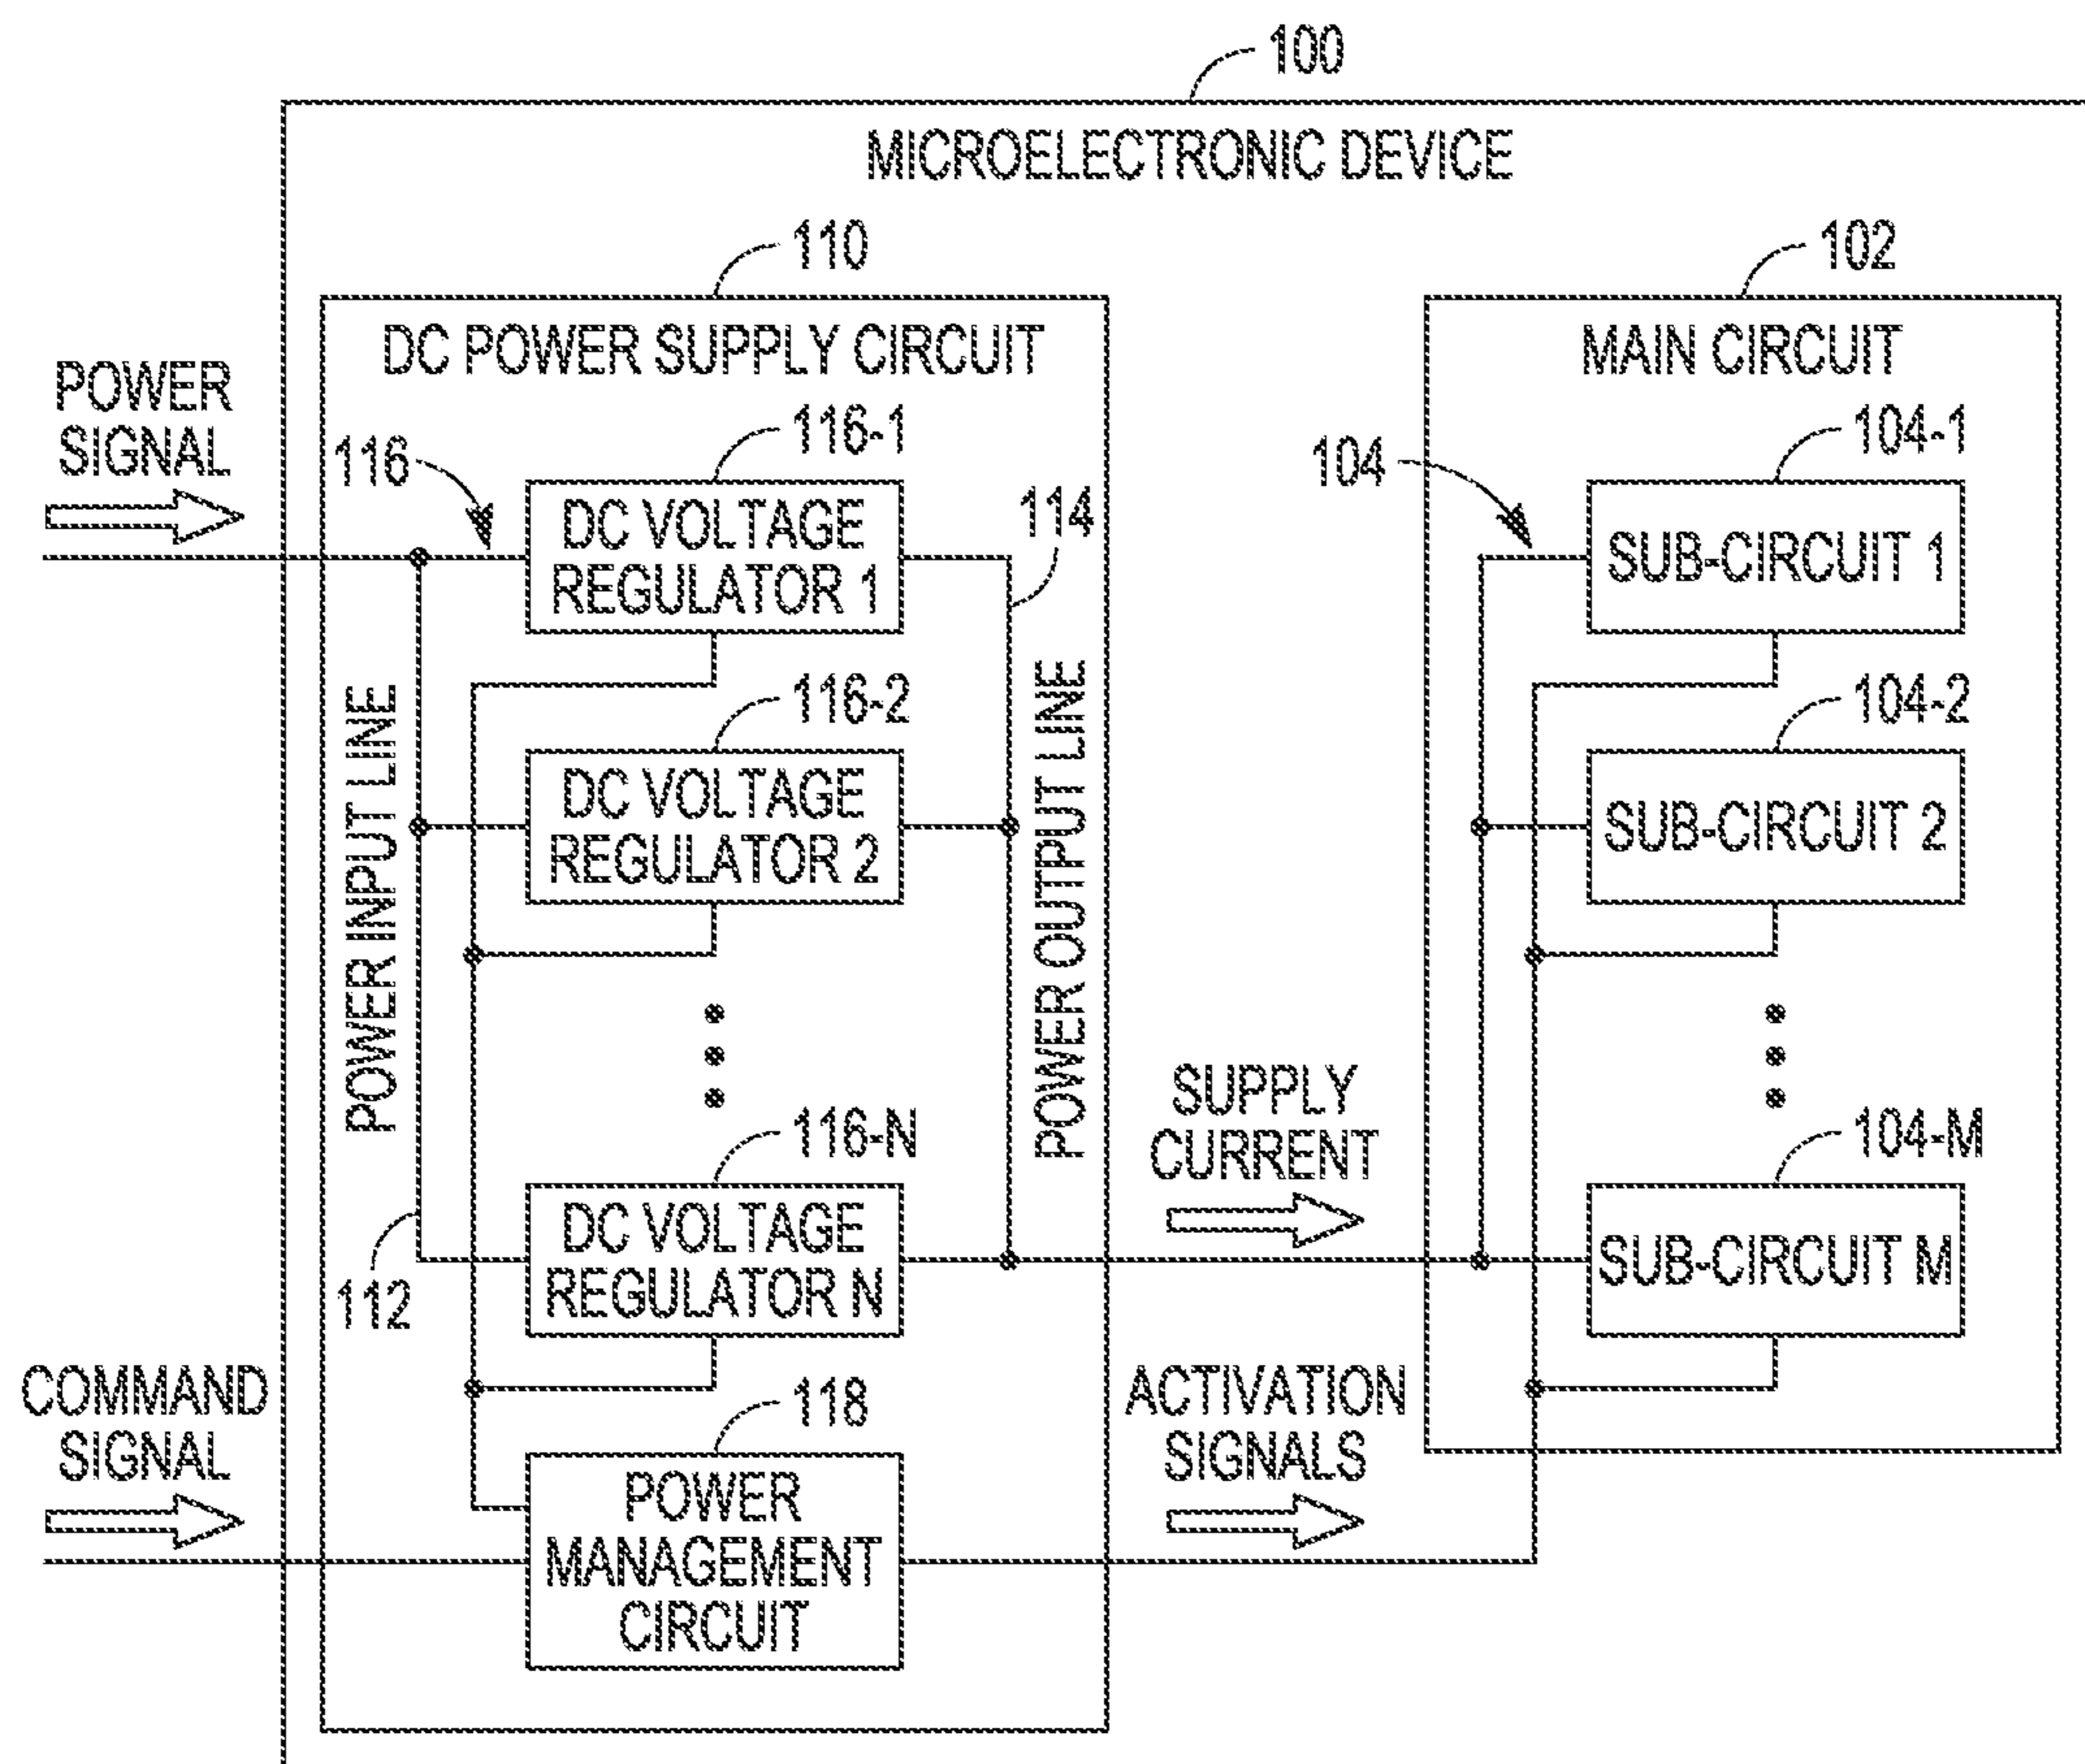 100
MICROELECTRONIC DEVICE
110
102
DC POWER SUPPLY CIRCUIT
MAIN CIRCUIT
POWER
SIGNAL
116
116-1
DC VOLTAGE
REGULATOR 1
114
104
104-1
SUB-CIRCUIT 1
POWER INPUT LINE
116-2
DC VOLTAGE
REGULATOR 2
POWER OUTPUT LINE
104-2
SUB-CIRCUIT 2
116-N
DC VOLTAGE
REGULATOR N
112
SUPPLY
CURRENT
104-M
SUB-CIRCUIT M
COMMAND
SIGNAL
118
POWER
MANAGEMENT
CIRCUIT
ACTIVATION
SIGNALS